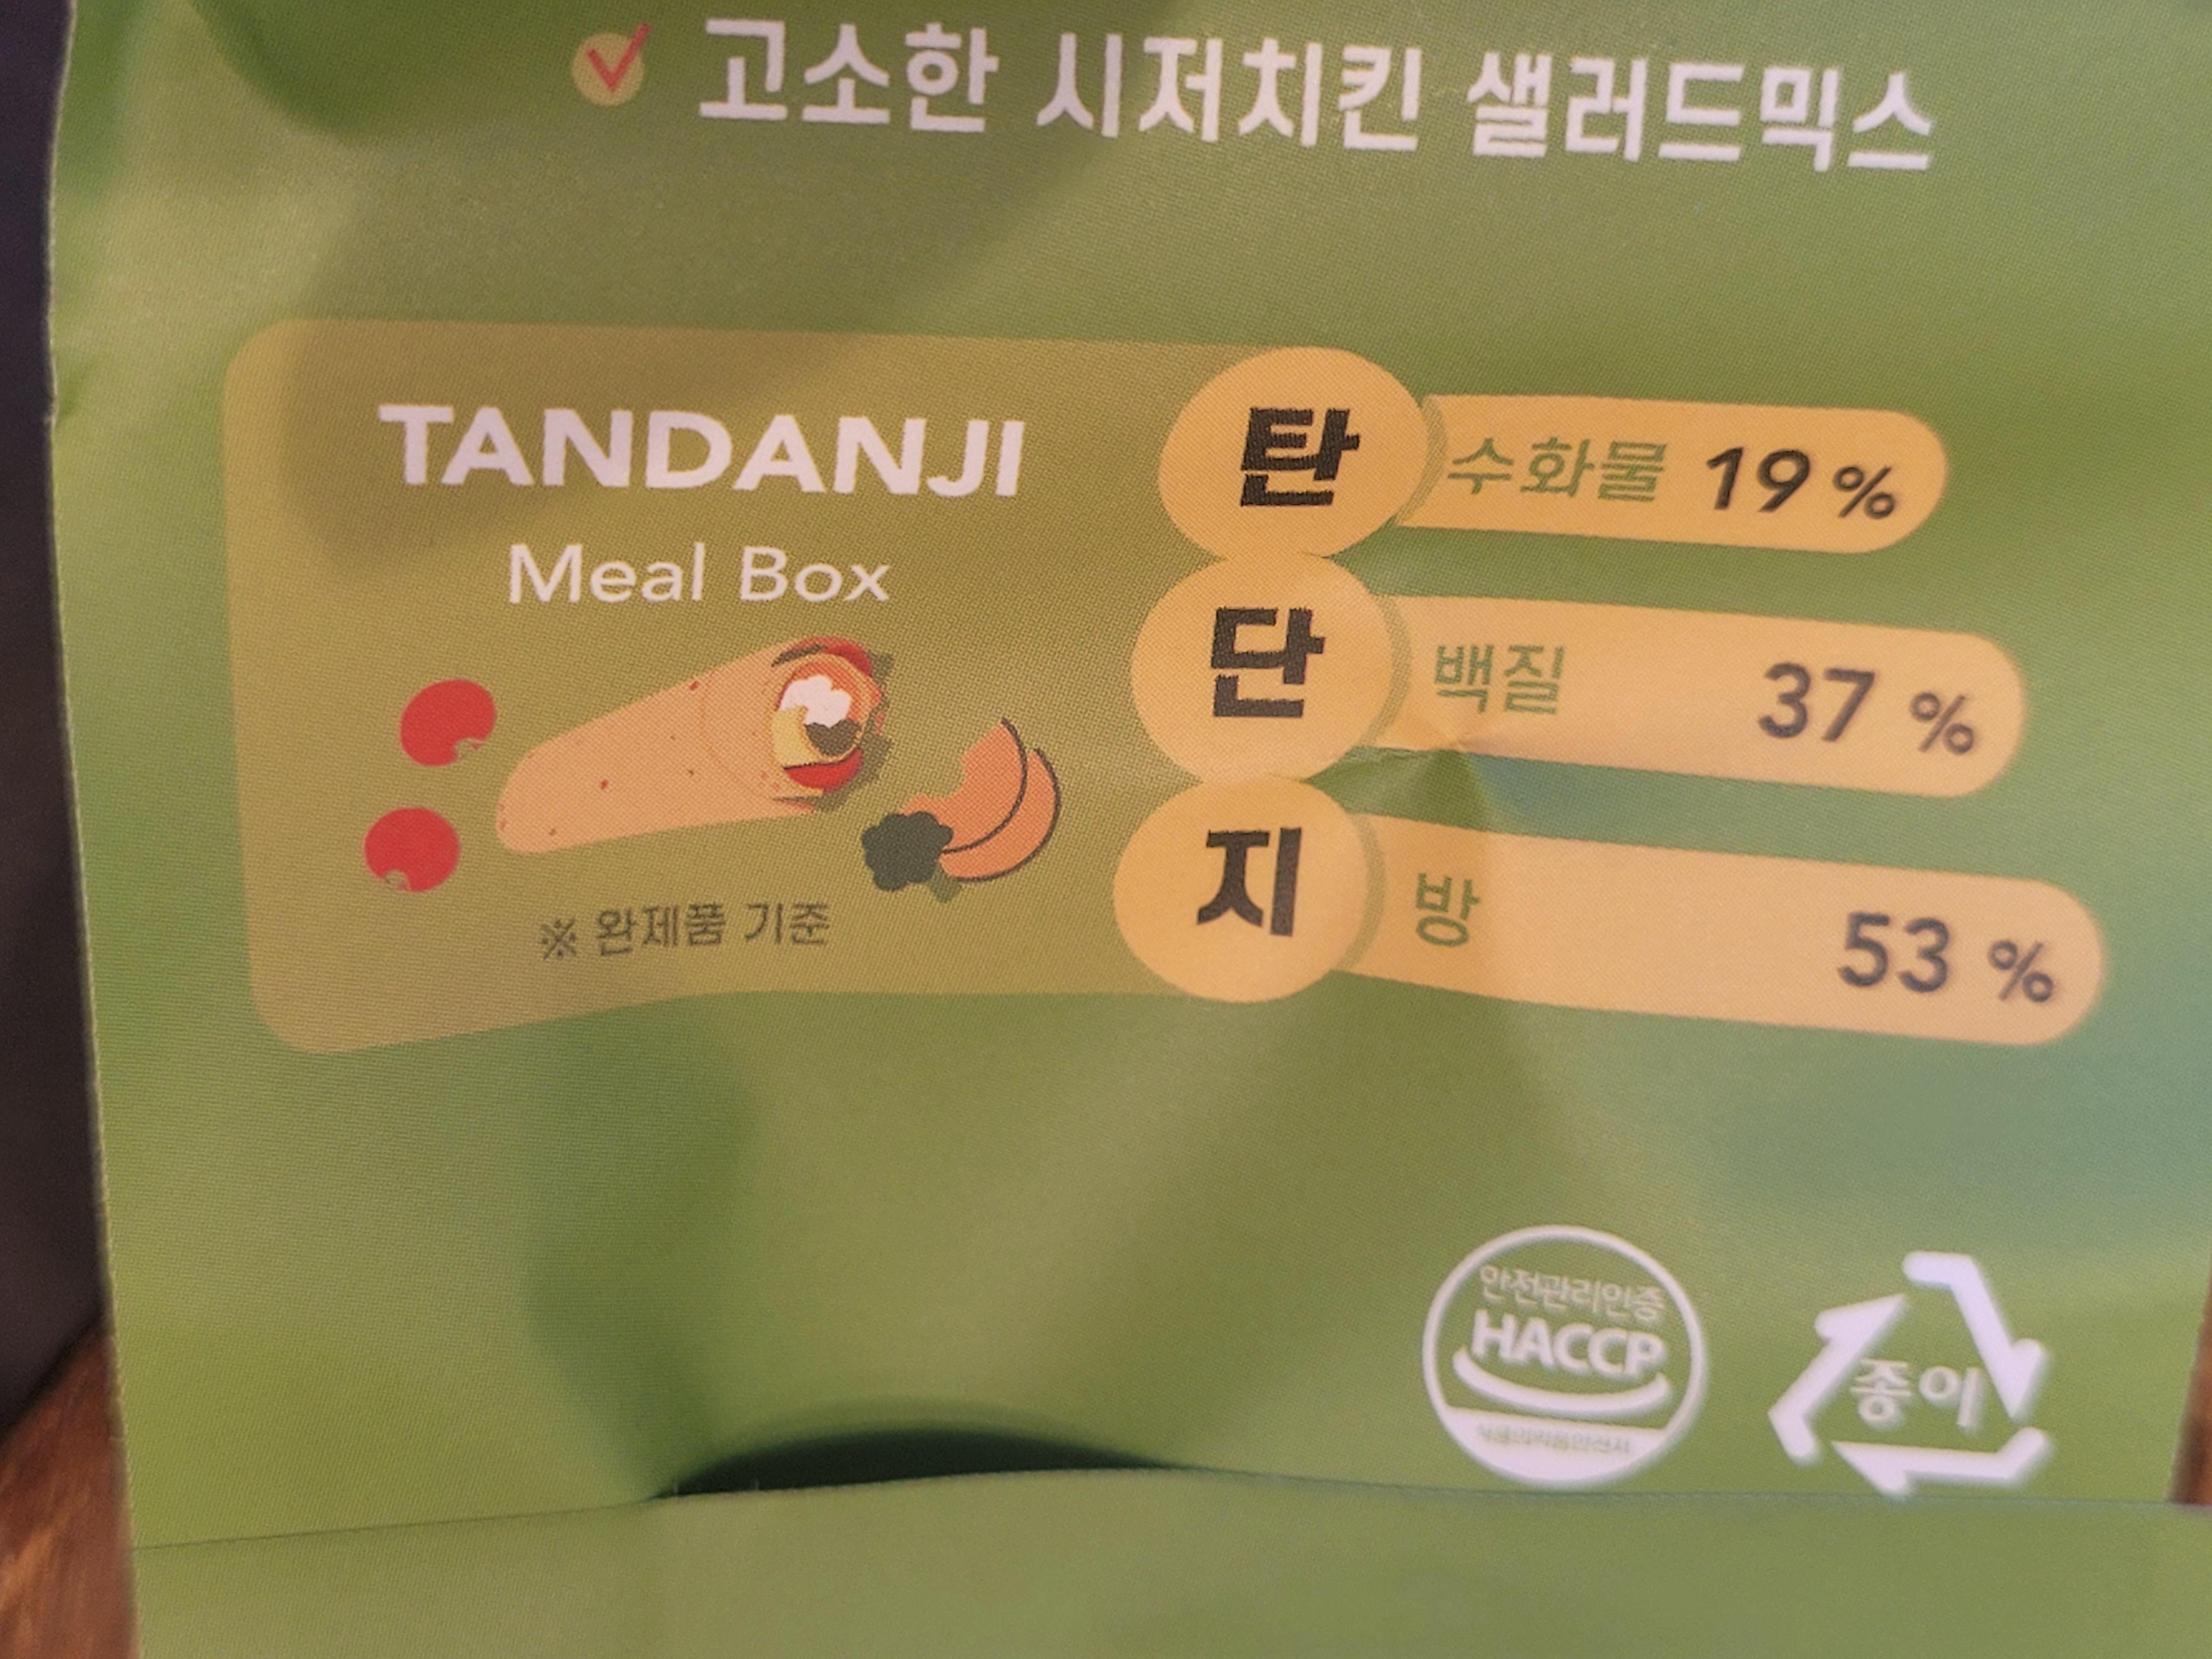 고소한 시저치킨 샐러드믹스
TANDANJI
Meal Box
※ 완제품 기준
탄수화물 19%
단백질 37%
지방 53%
안전관리인증
HACCP
종이